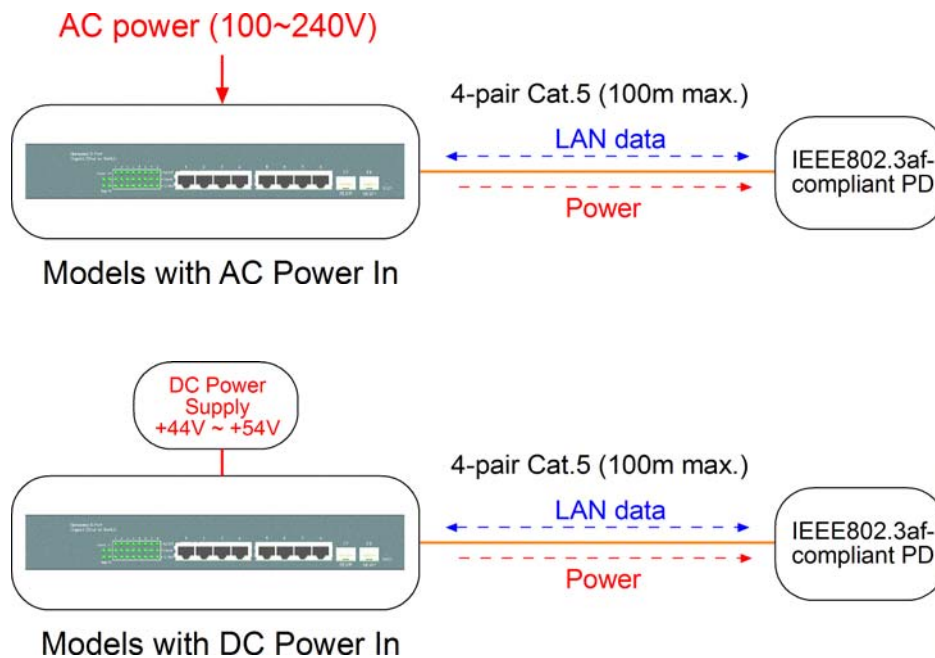 AC power (100~240V)
4-pair Cat.5 (100m max.)
LAN data
Power
IEEE802.3af-
compliant PD
Models with AC Power In
DC Power
Supply
+44V ~ +54V
4-pair Cat.5 (100m max.)
LAN data
Power
IEEE802.3af-
compliant PD
Models with DC Power In